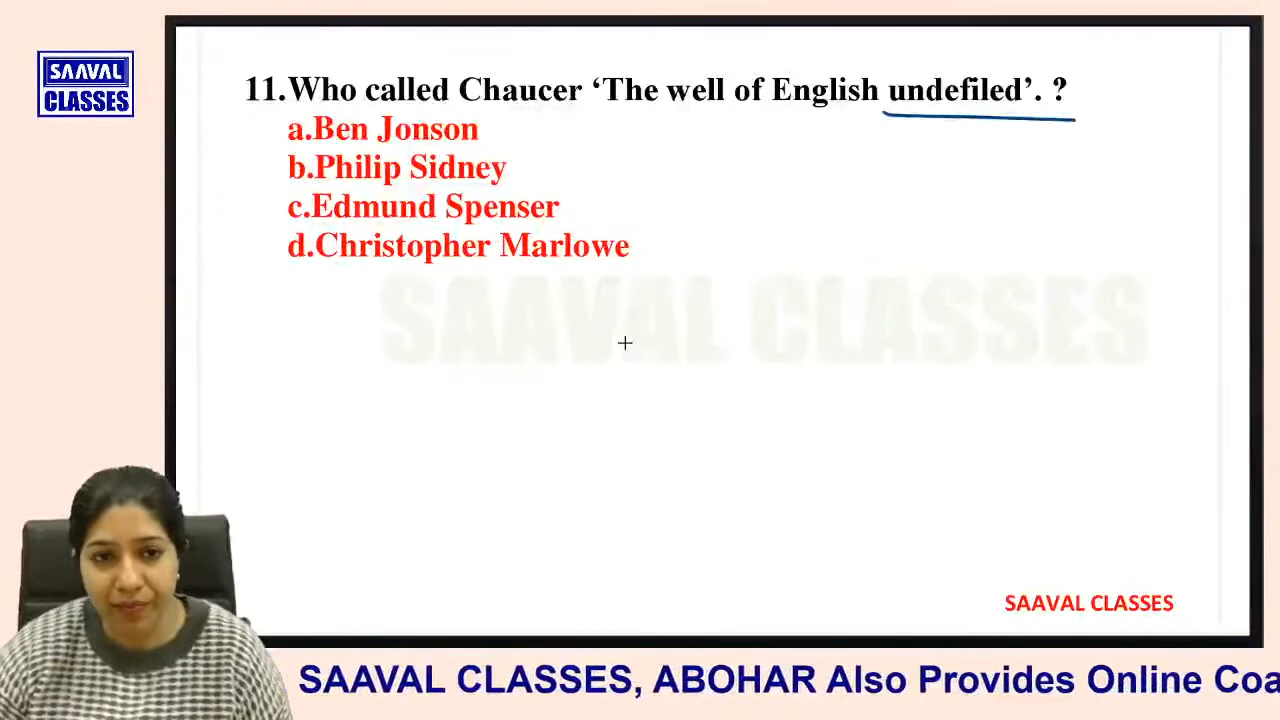 SAAVAL
CLASSES
11.Who called Chaucer ‘The well of English undefiled’. ?
a.Ben Jonson
b.Philip Sidney
c.Edmund Spenser
d.Christopher Marlowe
SAAVAL CLASSES
SAAVAL CLASSES
SAAVAL CLASSES, ABOHAR Also Provides Online Coa